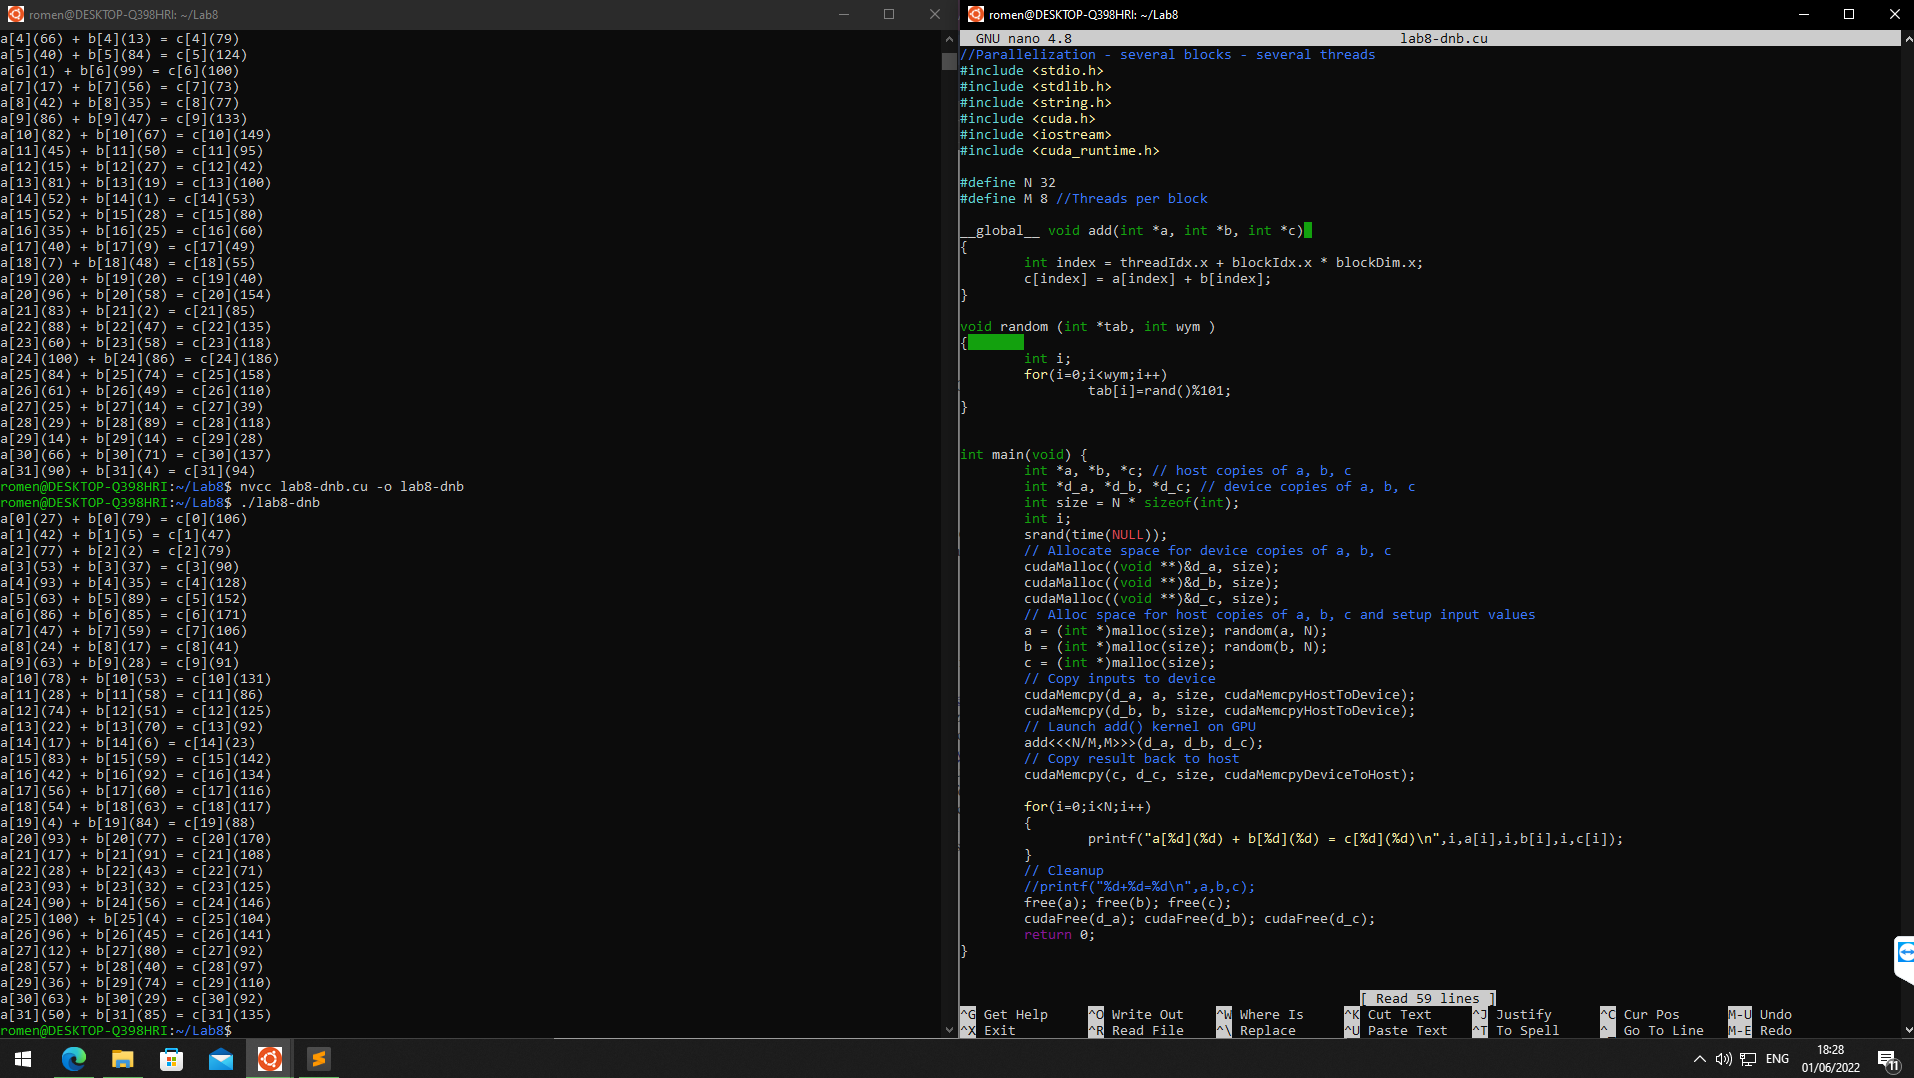 romen@DESKTOP-Q398HRI: ~/Lab8
a[4](66) + b[4](13) = c[4](79)
a[5](40) + b[5](84) = c[5](124)
a[6](1) + b[6](99) = c[6](100)
a[7](17) + b[7](56) = c[7](73)
a[8](42) + b[8](35) = c[8](77)
a[9](86) + b[9](47) = c[9](133)
a[10](82) + b[10](67) = c[10](149)
a[11](45) + b[11](50) = c[11](95)
a[12](15) + b[12](27) = c[12](42)
a[13](81) + b[13](19) = c[13](100)
a[14](52) + b[14](1) = c[14](53)
a[15](52) + b[15](28) = c[15](80)
a[16](35) + b[16](25) = c[16](60)
a[17](40) + b[17](9) = c[17](49)
a[18](7) + b[18](48) = c[18](55)
a[19](20) + b[19](20) = c[19](40)
a[20](96) + b[20](58) = c[20](154)
a[21](83) + b[21](2) = c[21](85)
a[22](88) + b[22](47) = c[22](135)
a[23](60) + b[23](58) = c[23](118)
a[24](100) + b[24](86) = c[24](186)
a[25](84) + b[25](74) = c[25](158)
a[26](61) + b[26](49) = c[26](110)
a[27](25) + b[27](14) = c[27](39)
a[28](29) + b[28](89) = c[28](118)
a[29](14) + b[29](14) = c[29](28)
a[30](66) + b[30](71) = c[30](137)
a[31](90) + b[31](4) = c[31](94)
romen@DESKTOP-Q398HRI:~/Lab8$ nvcc lab8-dnb.cu -o lab8-dnb
romen@DESKTOP-Q398HRI:~/Lab8$ ./lab8-dnb
a[0](27) + b[0](79) = c[0](106)
a[1](42) + b[1](5) = c[1](47)
a[2](77) + b[2](2) = c[2](79)
a[3](53) + b[3](37) = c[3](90)
a[4](93) + b[4](35) = c[4](128)
a[5](63) + b[5](89) = c[5](152)
a[6](86) + b[6](85) = c[6](171)
a[7](47) + b[7](59) = c[7](106)
a[8](24) + b[8](17) = c[8](41)
a[9](63) + b[9](28) = c[9](91)
a[10](78) + b[10](53) = c[10](131)
a[11](28) + b[11](58) = c[11](86)
a[12](74) + b[12](51) = c[12](125)
a[13](22) + b[13](70) = c[13](92)
a[14](17) + b[14](6) = c[14](23)
a[15](83) + b[15](59) = c[15](142)
a[16](42) + b[16](92) = c[16](134)
a[17](56) + b[17](60) = c[17](116)
a[18](54) + b[18](63) = c[18](117)
a[19](4) + b[19](84) = c[19](88)
a[20](93) + b[20](77) = c[20](170)
a[21](17) + b[21](91) = c[21](108)
a[22](28) + b[22](43) = c[22](71)
a[23](93) + b[23](32) = c[23](125)
a[24](90) + b[24](56) = c[24](146)
a[25](100) + b[25](4) = c[25](104)
a[26](96) + b[26](45) = c[26](141)
a[27](12) + b[27](80) = c[27](92)
a[28](57) + b[28](40) = c[28](97)
a[29](36) + b[29](74) = c[29](110)
a[30](63) + b[30](29) = c[30](92)
a[31](50) + b[31](85) = c[31](135)
romen@DESKTOP-Q398HRI:~/Lab8$
romen@DESKTOP-Q398HRI: ~/Lab8
GNU nano 4.8 lab8-dnb.cu
//Parallelization - several blocks - several threads
#include <stdio.h>
#include <stdlib.h>
#include <string.h>
#include <cuda.h>
#include <iostream>
#include <cuda_runtime.h>
#define N 32
#define M 8 //Threads per block
__global__ void add(int *a, int *b, int *c)
{
int index = threadIdx.x + blockIdx.x * blockDim.x;
c[index] = a[index] + b[index];
}
void random (int *tab, int wym )
{
int i;
for(i=0;i<wym;i++)
tab[i]=rand()%101;
}
int main(void) {
int *a, *b, *c; // host copies of a, b, c
int *d_a, *d_b, *d_c; // device copies of a, b, c
int size = N * sizeof(int);
int i;
srand(time(NULL));
// Allocate space for device copies of a, b, c
cudaMalloc((void **)&d_a, size);
cudaMalloc((void **)&d_b, size);
cudaMalloc((void **)&d_c, size);
// Alloc space for host copies of a, b, c and setup input values
a = (int *)malloc(size); random(a, N);
b = (int *)malloc(size); random(b, N);
c = (int *)malloc(size);
// Copy inputs to device
cudaMemcpy(d_a, a, size, cudaMemcpyHostToDevice);
cudaMemcpy(d_b, b, size, cudaMemcpyHostToDevice);
// Launch add() kernel on GPU
add<<<N/M,M>>>(d_a, d_b, d_c);
// Copy result back to host
cudaMemcpy(c, d_c, size, cudaMemcpyDeviceToHost);
for(i=0;i<N;i++)
{
printf("a[%d](%d) + b[%d](%d) = c[%d](%d)\n",i,a[i],i,b[i],i,c[i]);
}
// Cleanup
//printf("%d+%d=%d\n",a,b,c);
free(a); free(b); free(c);
cudaFree(d_a); cudaFree(d_b); cudaFree(d_c);
return 0;
}
[ Read 59 lines ]
^G Get Help ^O Write Out ^W Where Is ^K Cut Text ^J Justify ^C Cur Pos M-U Undo
^X Exit ^R Read File ^\ Replace ^U Paste Text ^T To Spell ^_ Go To Line M-E Redo
ENG
18:28
01/06/2022
11